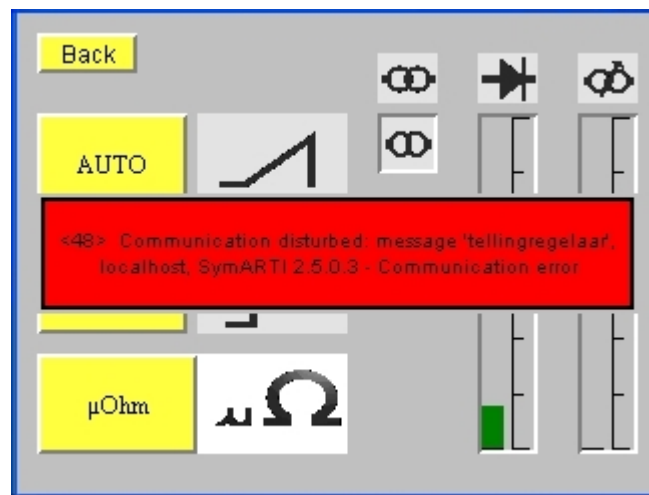 Back
AUTO
<48> Communication disturbed: message 'tellingregelaar',
localhost, SymARTI 2.5.0.3 - Communication error
µOhm
µΩ